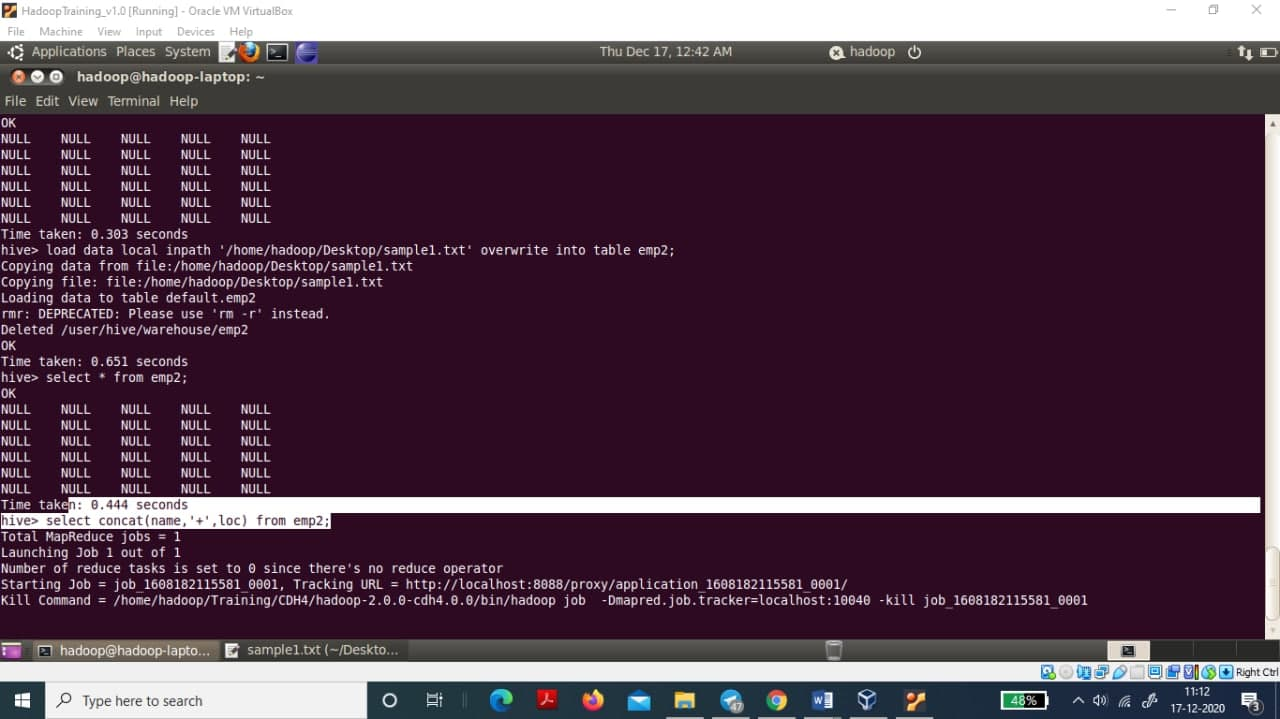 HadoopTraining_v1.0 [Running] - Oracle VM VirtualBox
File Machine View Input Devices Help
Applications Places System Thu Dec 17, 12:42 AM hadoop
hadoop@hadoop-laptop: ~
File Edit View Terminal Help
OK
NULL NULL NULL NULL NULL
NULL NULL NULL NULL NULL
NULL NULL NULL NULL NULL
NULL NULL NULL NULL NULL
NULL NULL NULL NULL NULL
NULL NULL NULL NULL NULL
Time taken: 0.303 seconds
hive> load data local inpath '/home/hadoop/Desktop/sample1.txt' overwrite into table emp2;
Copying data from file:/home/hadoop/Desktop/sample1.txt
Copying file: file:/home/hadoop/Desktop/sample1.txt
Loading data to table default.emp2
rmr: DEPRECATED: Please use 'rm -r' instead.
Deleted /user/hive/warehouse/emp2
OK
Time taken: 0.651 seconds
hive> select * from emp2;
OK
NULL NULL NULL NULL NULL
NULL NULL NULL NULL NULL
NULL NULL NULL NULL NULL
NULL NULL NULL NULL NULL
NULL NULL NULL NULL NULL
NULL NULL NULL NULL NULL
Time taken: 0.444 seconds
hive> select concat(name,'+',loc) from emp2;
Total MapReduce jobs = 1
Launching Job 1 out of 1
Number of reduce tasks is set to 0 since there's no reduce operator
Starting Job = job_1608182115581_0001, Tracking URL = http://localhost:8088/proxy/application_1608182115581_0001/
Kill Command = /home/hadoop/Training/CDH4/hadoop-2.0.0-cdh4.0.0/bin/hadoop job -Dmapred.job.tracker=localhost:10040 -kill job_1608182115581_0001
hadoop@hadoop-lapto... sample1.txt (~/Deskto...
Right Ctrl
Type here to search 47 48% 11:12
17-12-2020 3